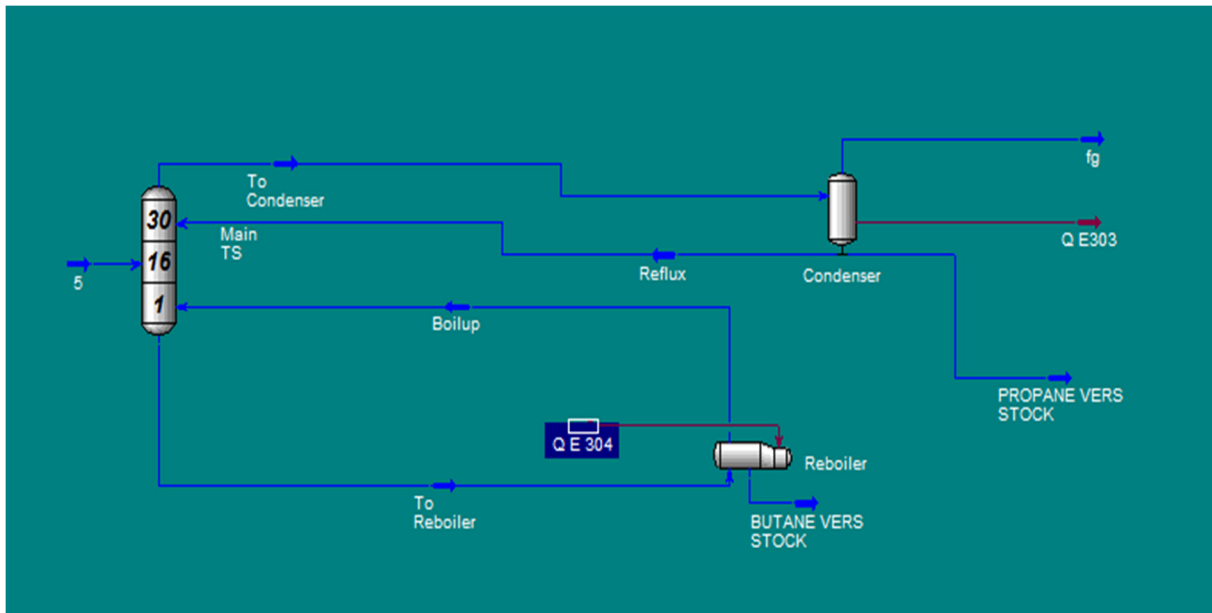 fg
To
Condenser
30
Main
TS
Q E303
16
5
Reflux
Condenser
1
Boilup
PROPANE VERS
STOCK
Q E 304
Reboiler
To
Reboiler
BUTANE VERS
STOCK